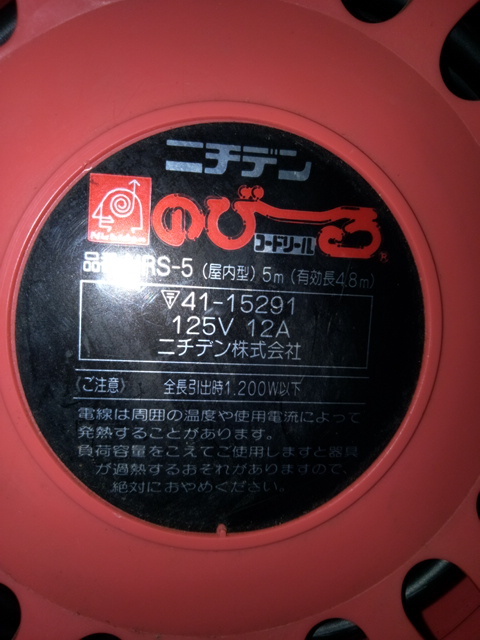 ニチデン
のびーる
コードリール
品番 RS-5 (屋内型) 5m (有効長4.8m)
41-15291
125V 12A
ニチデン株式会社
(ご注意) 全長引出時1.200W以下
電線は周囲の温度や使用電流によって
発熱することがあります。
負荷容量をこえてご使用しますと器具
が過熱するおそれがありますので、
絶対におやめください。